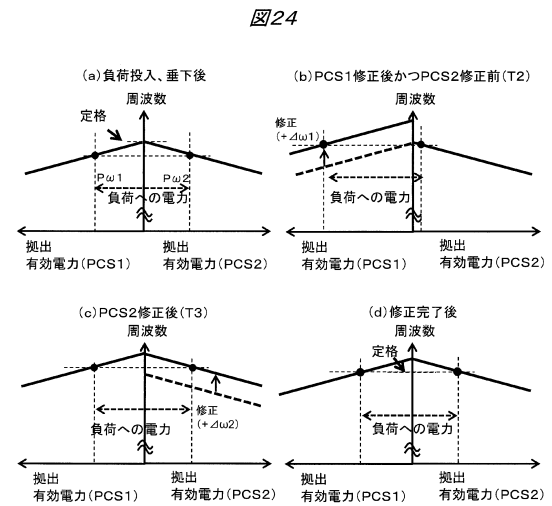 図24
(a)負荷投入、垂下後
周波数
定格
Pω1
Pω2
負荷への電力
拠出
有効電力(PCS1)
拠出
有効電力(PCS2)
(b)PCS1修正後かつPCS2修正前(T2)
周波数
修正
(+⊿ω1)
負荷への電力
拠出
有効電力(PCS1)
拠出
有効電力(PCS2)
(c)PCS2修正後(T3)
周波数
修正
(+⊿ω2)
負荷への電力
拠出
有効電力(PCS1)
拠出
有効電力(PCS2)
(d)修正完了後
周波数
定格
負荷への電力
拠出
有効電力(PCS1)
拠出
有効電力(PCS2)